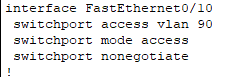 interface FastEthernet0/10
switchport access vlan 90
switchport mode access
switchport nonegotiate
!